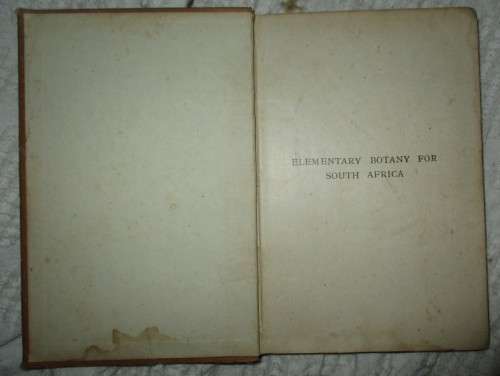 ELEMENTARY BOTANY FOR
SOUTH AFRICA